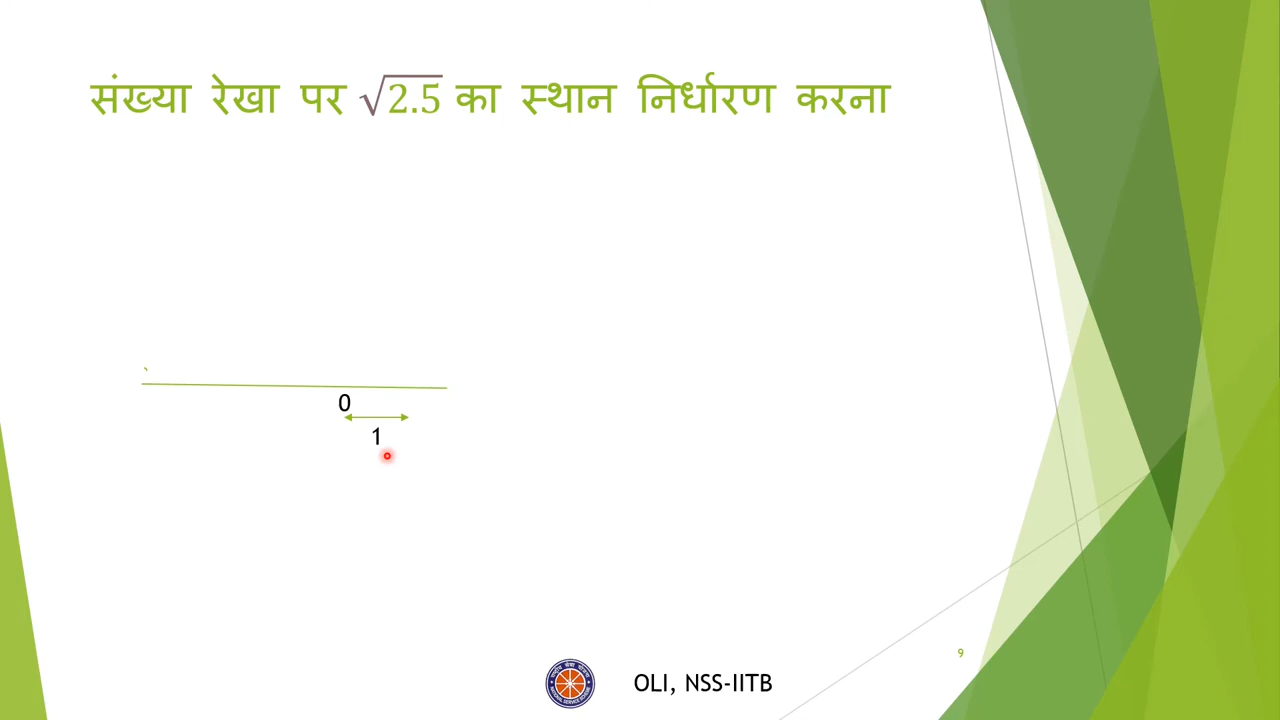 संख्या रेखा पर √2.5 का स्थान निर्धारण करना
0
1
9
OLI, NSS-IITB